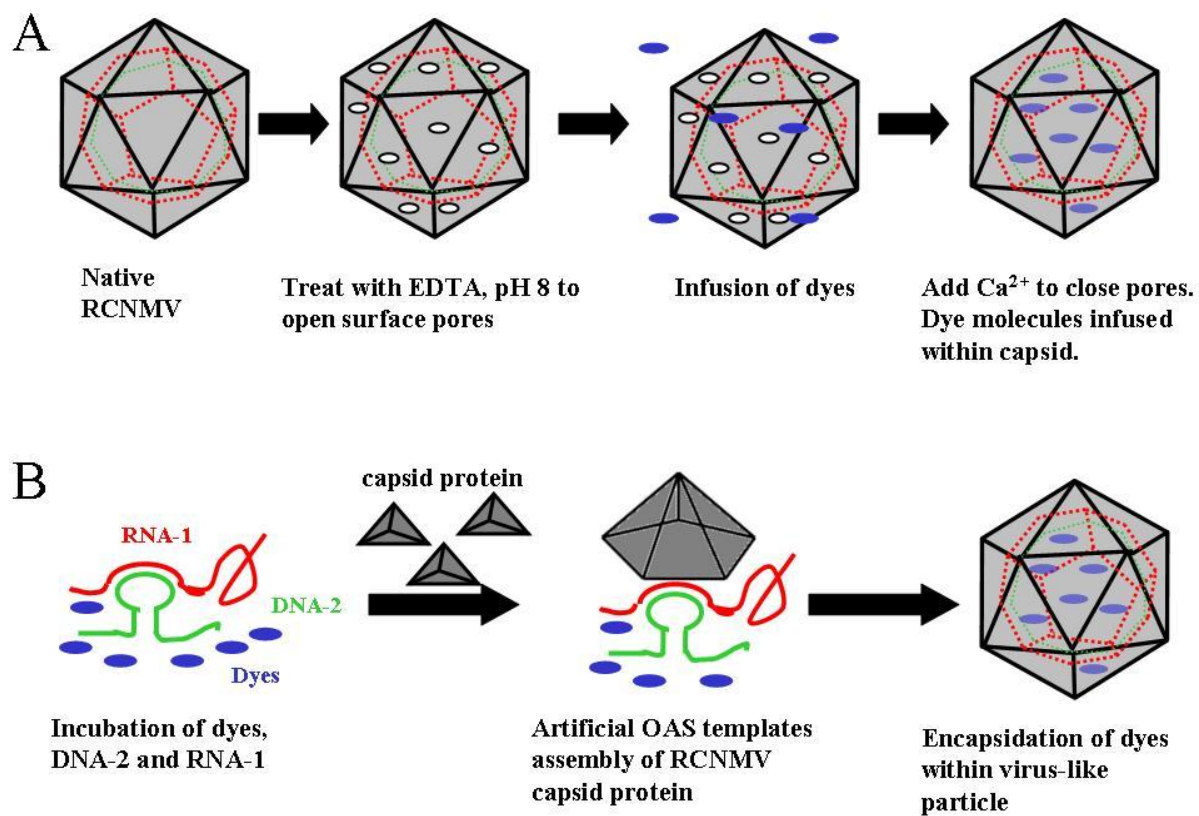 A
Native
RCNMV
Treat with EDTA, pH 8 to
open surface pores
Infusion of dyes
Add Ca²⁺ to close pores.
Dye molecules infused
within capsid.
B
capsid protein
RNA-1
DNA-2
Dyes
Incubation of dyes,
DNA-2 and RNA-1
Artificial OAS templates
assembly of RCNMV
capsid protein
Encapsidation of dyes
within virus-like
particle